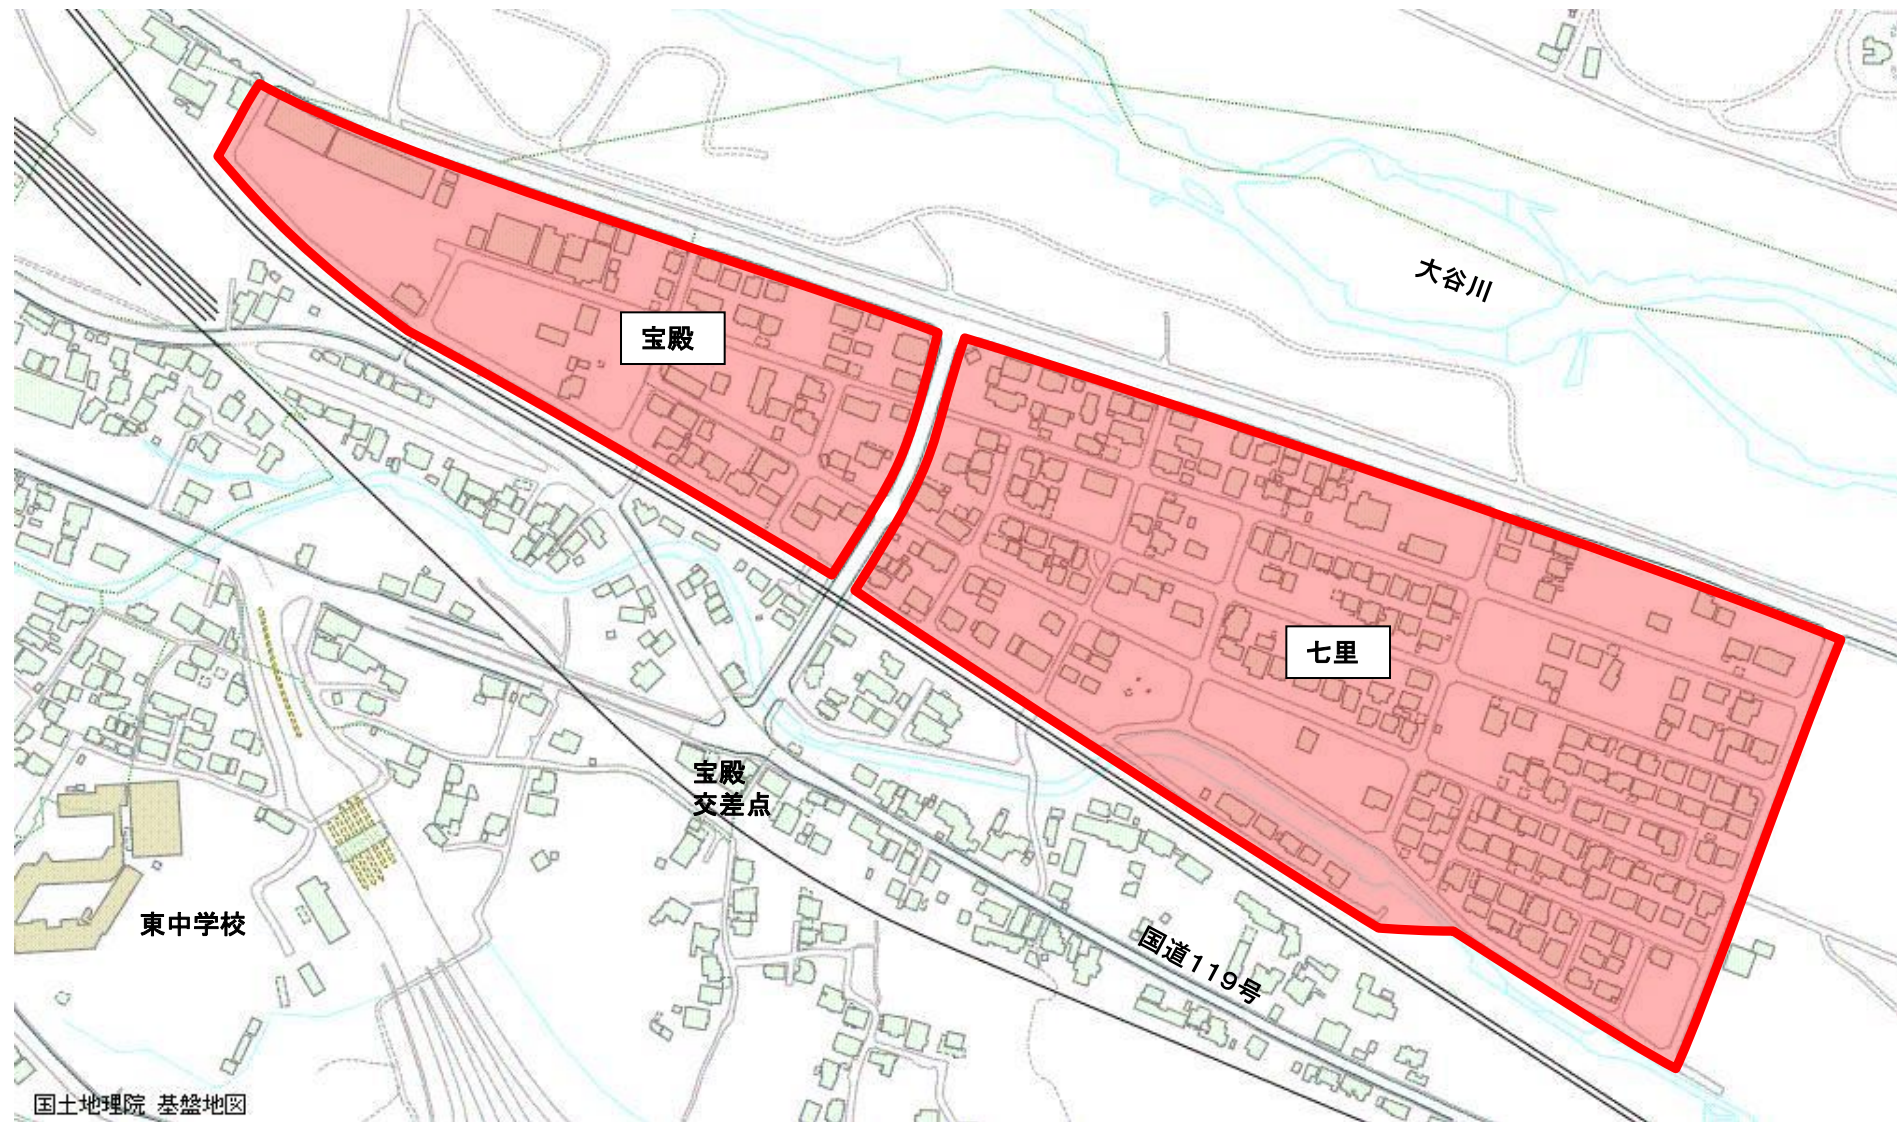 大谷川
宝殿
七里
宝殿
交差点
東中学校
国道119号
国土地理院 基盤地図